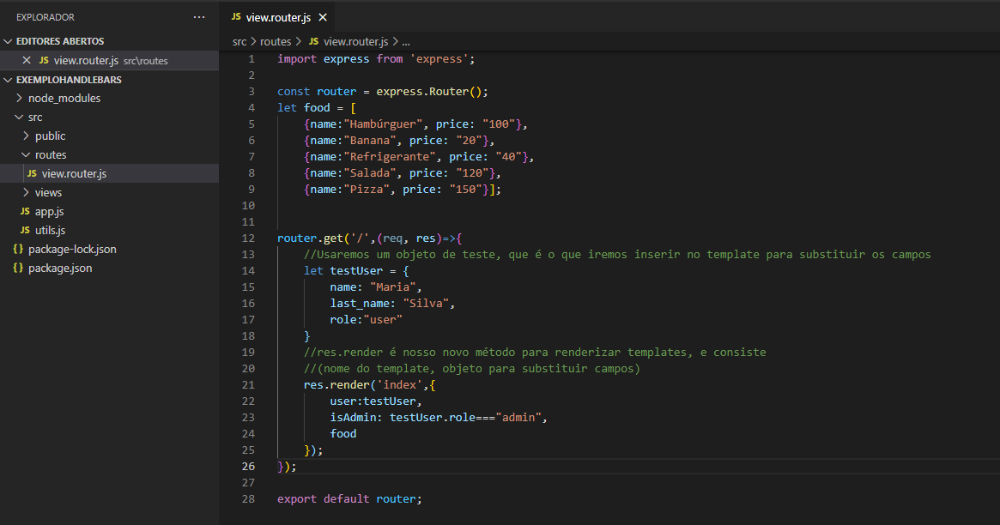 EXPLORADOR
...
EDITORES ABERTOS
JS view.router.js src\routes
EXEMPLOHANDLEBARS
node_modules
src
public
routes
JS view.router.js
views
JS app.js
JS utils.js
{} package-lock.json
{} package.json
JS view.router.js
src > routes > JS view.router.js > ...
1 import express from 'express';
2
3 const router = express.Router();
4 let food = [
5 {name:"Hambúrguer", price: "100"},
6 {name:"Banana", price: "20"},
7 {name:"Refrigerante", price: "40"},
8 {name:"Salada", price: "120"},
9 {name:"Pizza", price: "150"}];
10
11
12 router.get('/',(req, res)=>{
13 //Usaremos um objeto de teste, que é o que iremos inserir no template para substituir os campos
14 let testUser = {
15 name: "Maria",
16 last_name: "Silva",
17 role:"user"
18 }
19 //res.render é nosso novo método para renderizar templates, e consiste
20 //(nome do template, objeto para substituir campos)
21 res.render('index',{
22 user:testUser,
23 isAdmin: testUser.role==="admin",
24 food
25 });
26 });
27
28 export default router;